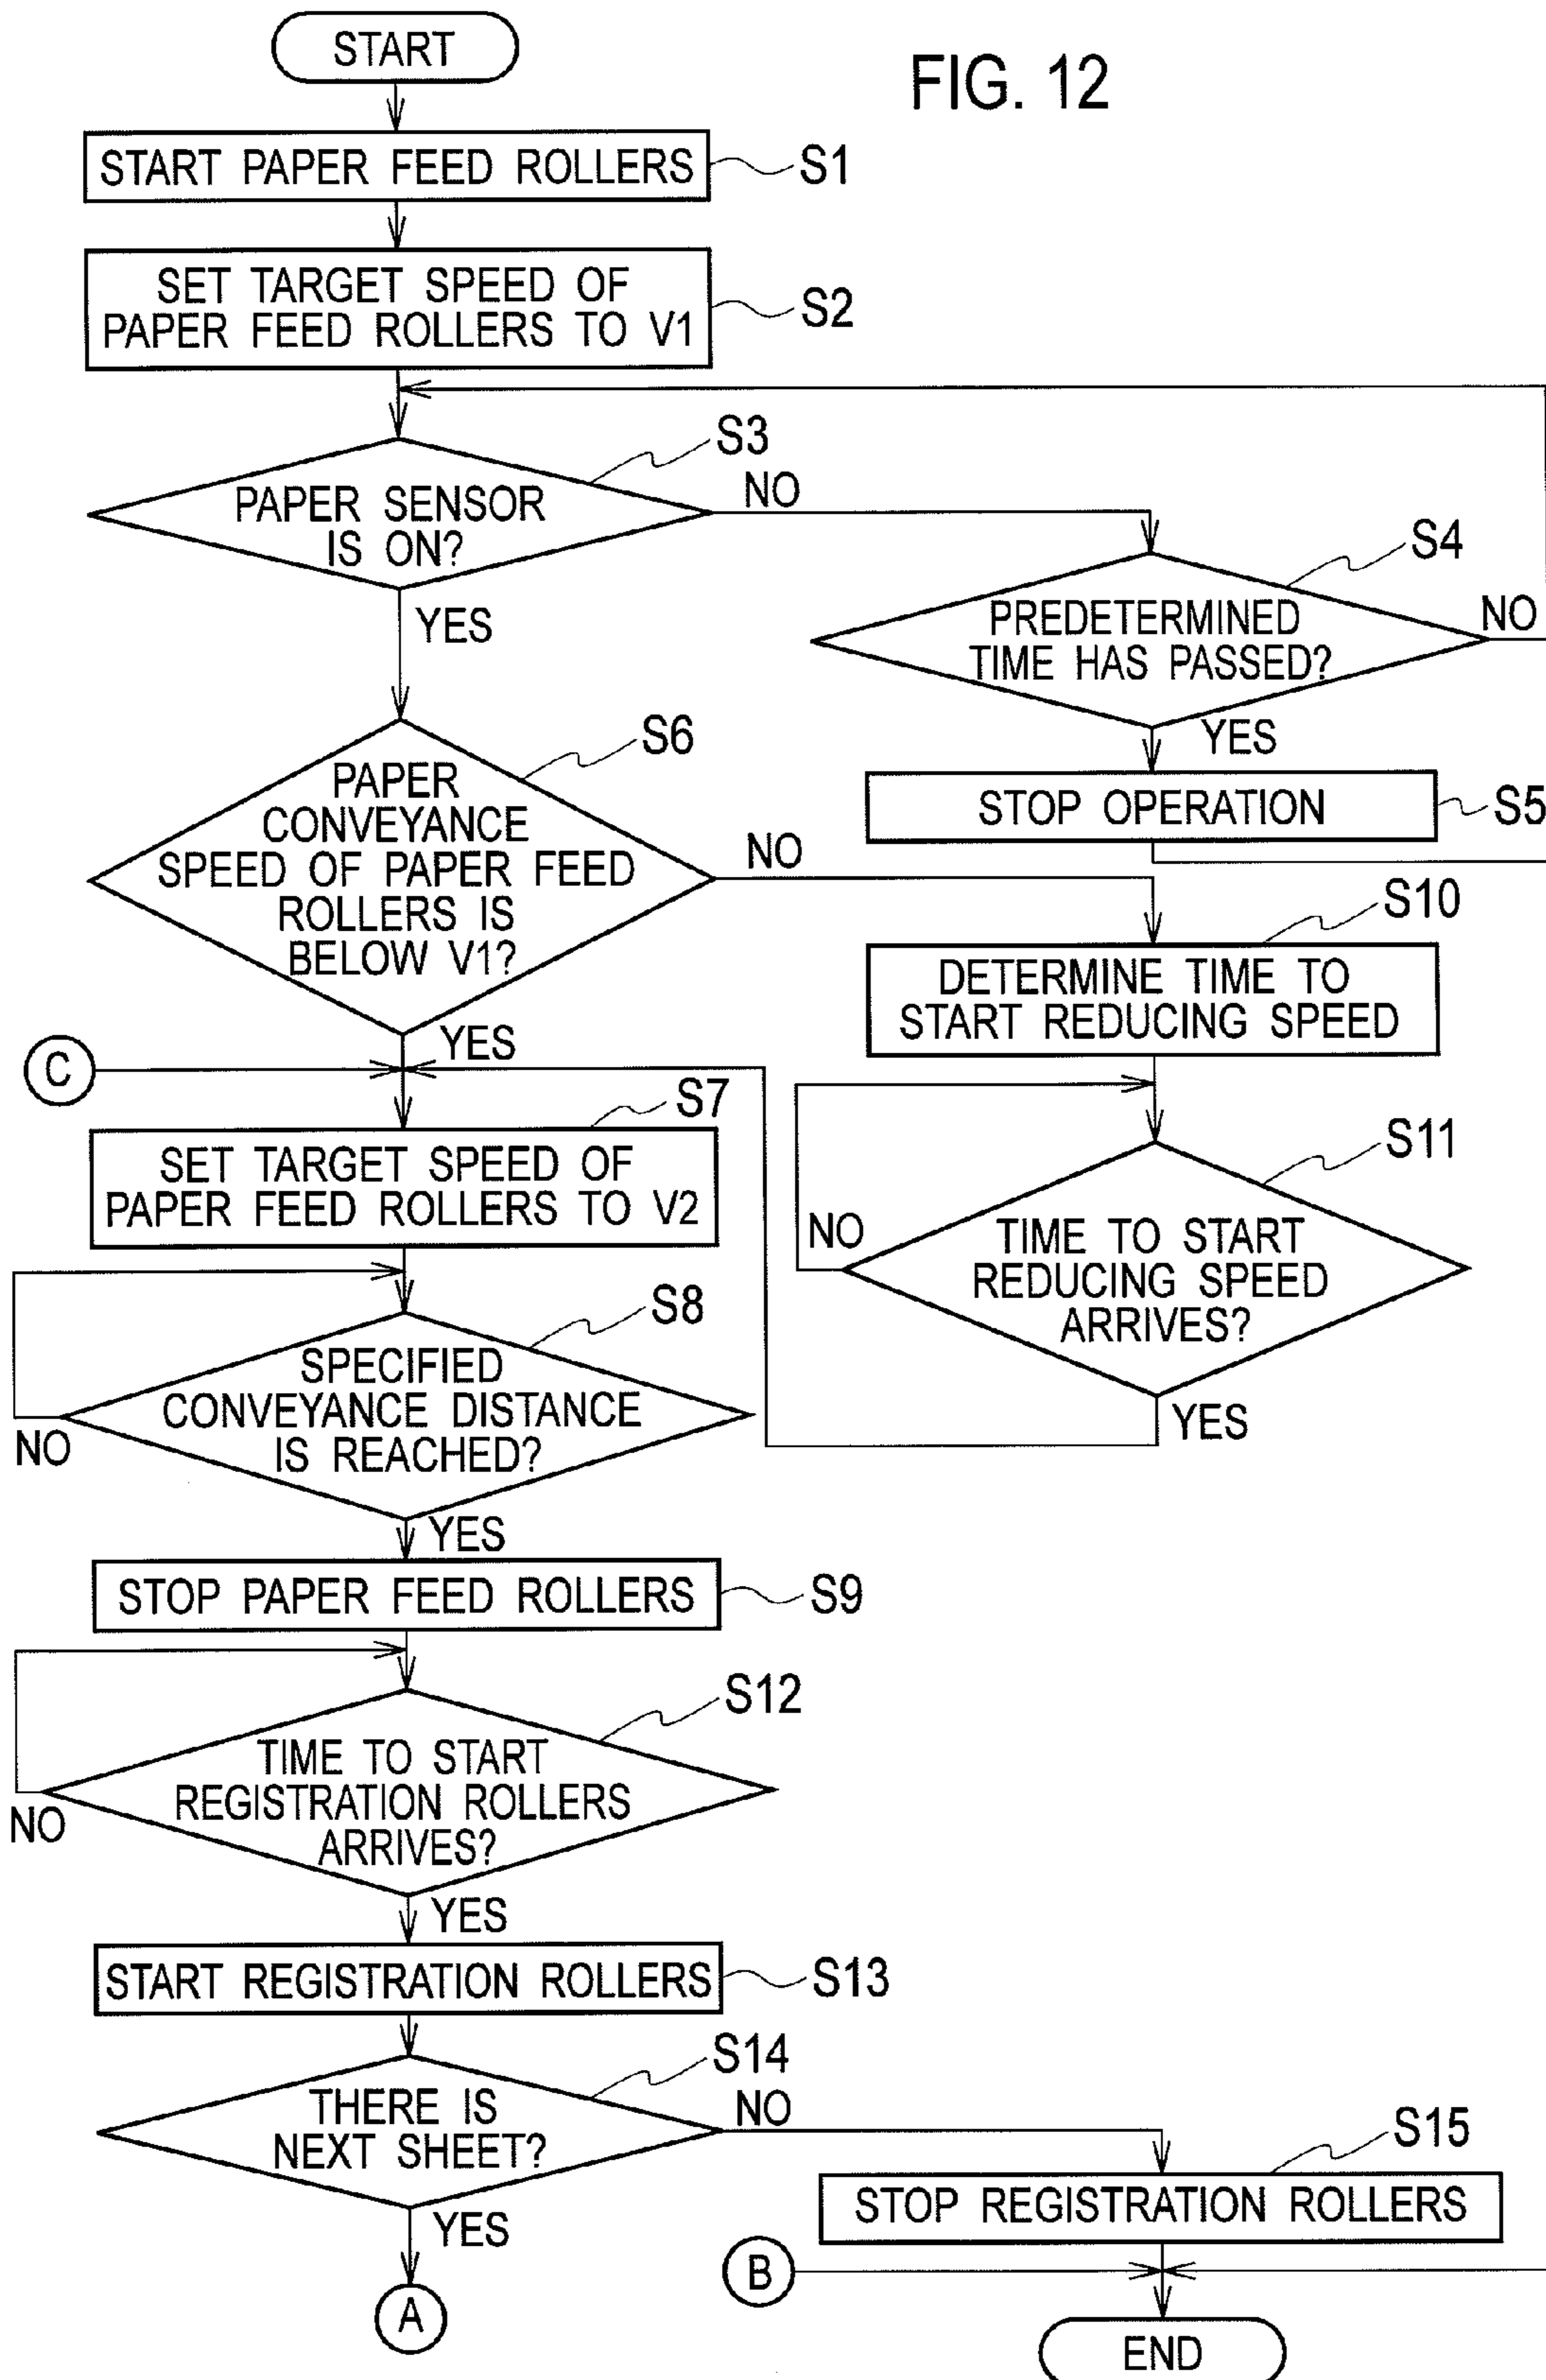 START
FIG. 12
START PAPER FEED ROLLERS
S1
SET TARGET SPEED OF
PAPER FEED ROLLERS TO V1
S2
S3
PAPER SENSOR
IS ON?
NO
YES
S4
PREDETERMINED
TIME HAS PASSED?
NO
YES
STOP OPERATION
S5
S6
PAPER
CONVEYANCE
SPEED OF PAPER FEED
ROLLERS IS
BELOW V1?
NO
YES
S10
DETERMINE TIME TO
START REDUCING SPEED
C
S7
SET TARGET SPEED OF
PAPER FEED ROLLERS TO V2
S11
TIME TO START
REDUCING SPEED
ARRIVES?
NO
YES
S8
SPECIFIED
CONVEYANCE DISTANCE
IS REACHED?
NO
YES
STOP PAPER FEED ROLLERS
S9
S12
TIME TO START
REGISTRATION ROLLERS
ARRIVES?
NO
YES
START REGISTRATION ROLLERS
S13
S14
THERE IS
NEXT SHEET?
NO
YES
S15
STOP REGISTRATION ROLLERS
B
A
END